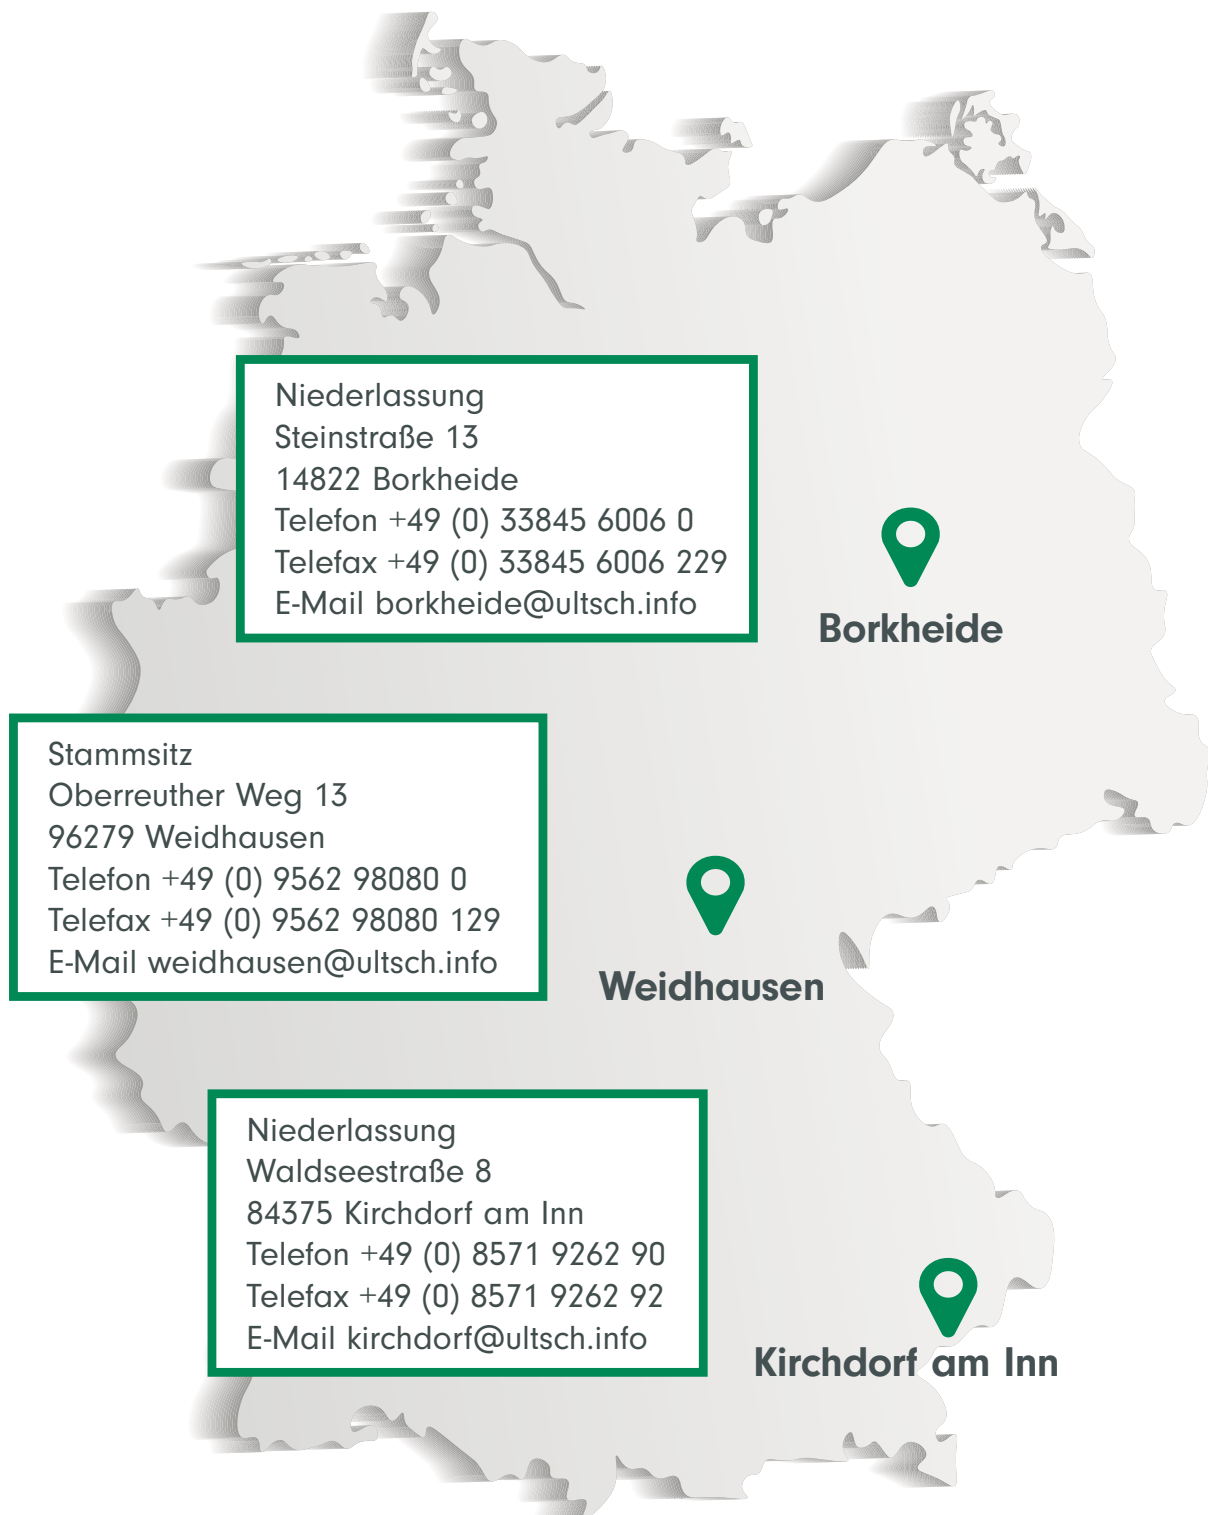 Niederlassung
Steinstraße 13
14822 Borkheide
Telefon +49 (0) 33845 6006 0
Telefax +49 (0) 33845 6006 229
E-Mail borkheide@ultsch.info
Borkheide
Stammsitz
Oberreuther Weg 13
96279 Weidhausen
Telefon +49 (0) 9562 98080 0
Telefax +49 (0) 9562 98080 129
E-Mail weidhausen@ultsch.info
Weidhausen
Niederlassung
Waldseestraße 8
84375 Kirchdorf am Inn
Telefon +49 (0) 8571 9262 90
Telefax +49 (0) 8571 9262 92
E-Mail kirchdorf@ultsch.info
Kirchdorf am Inn